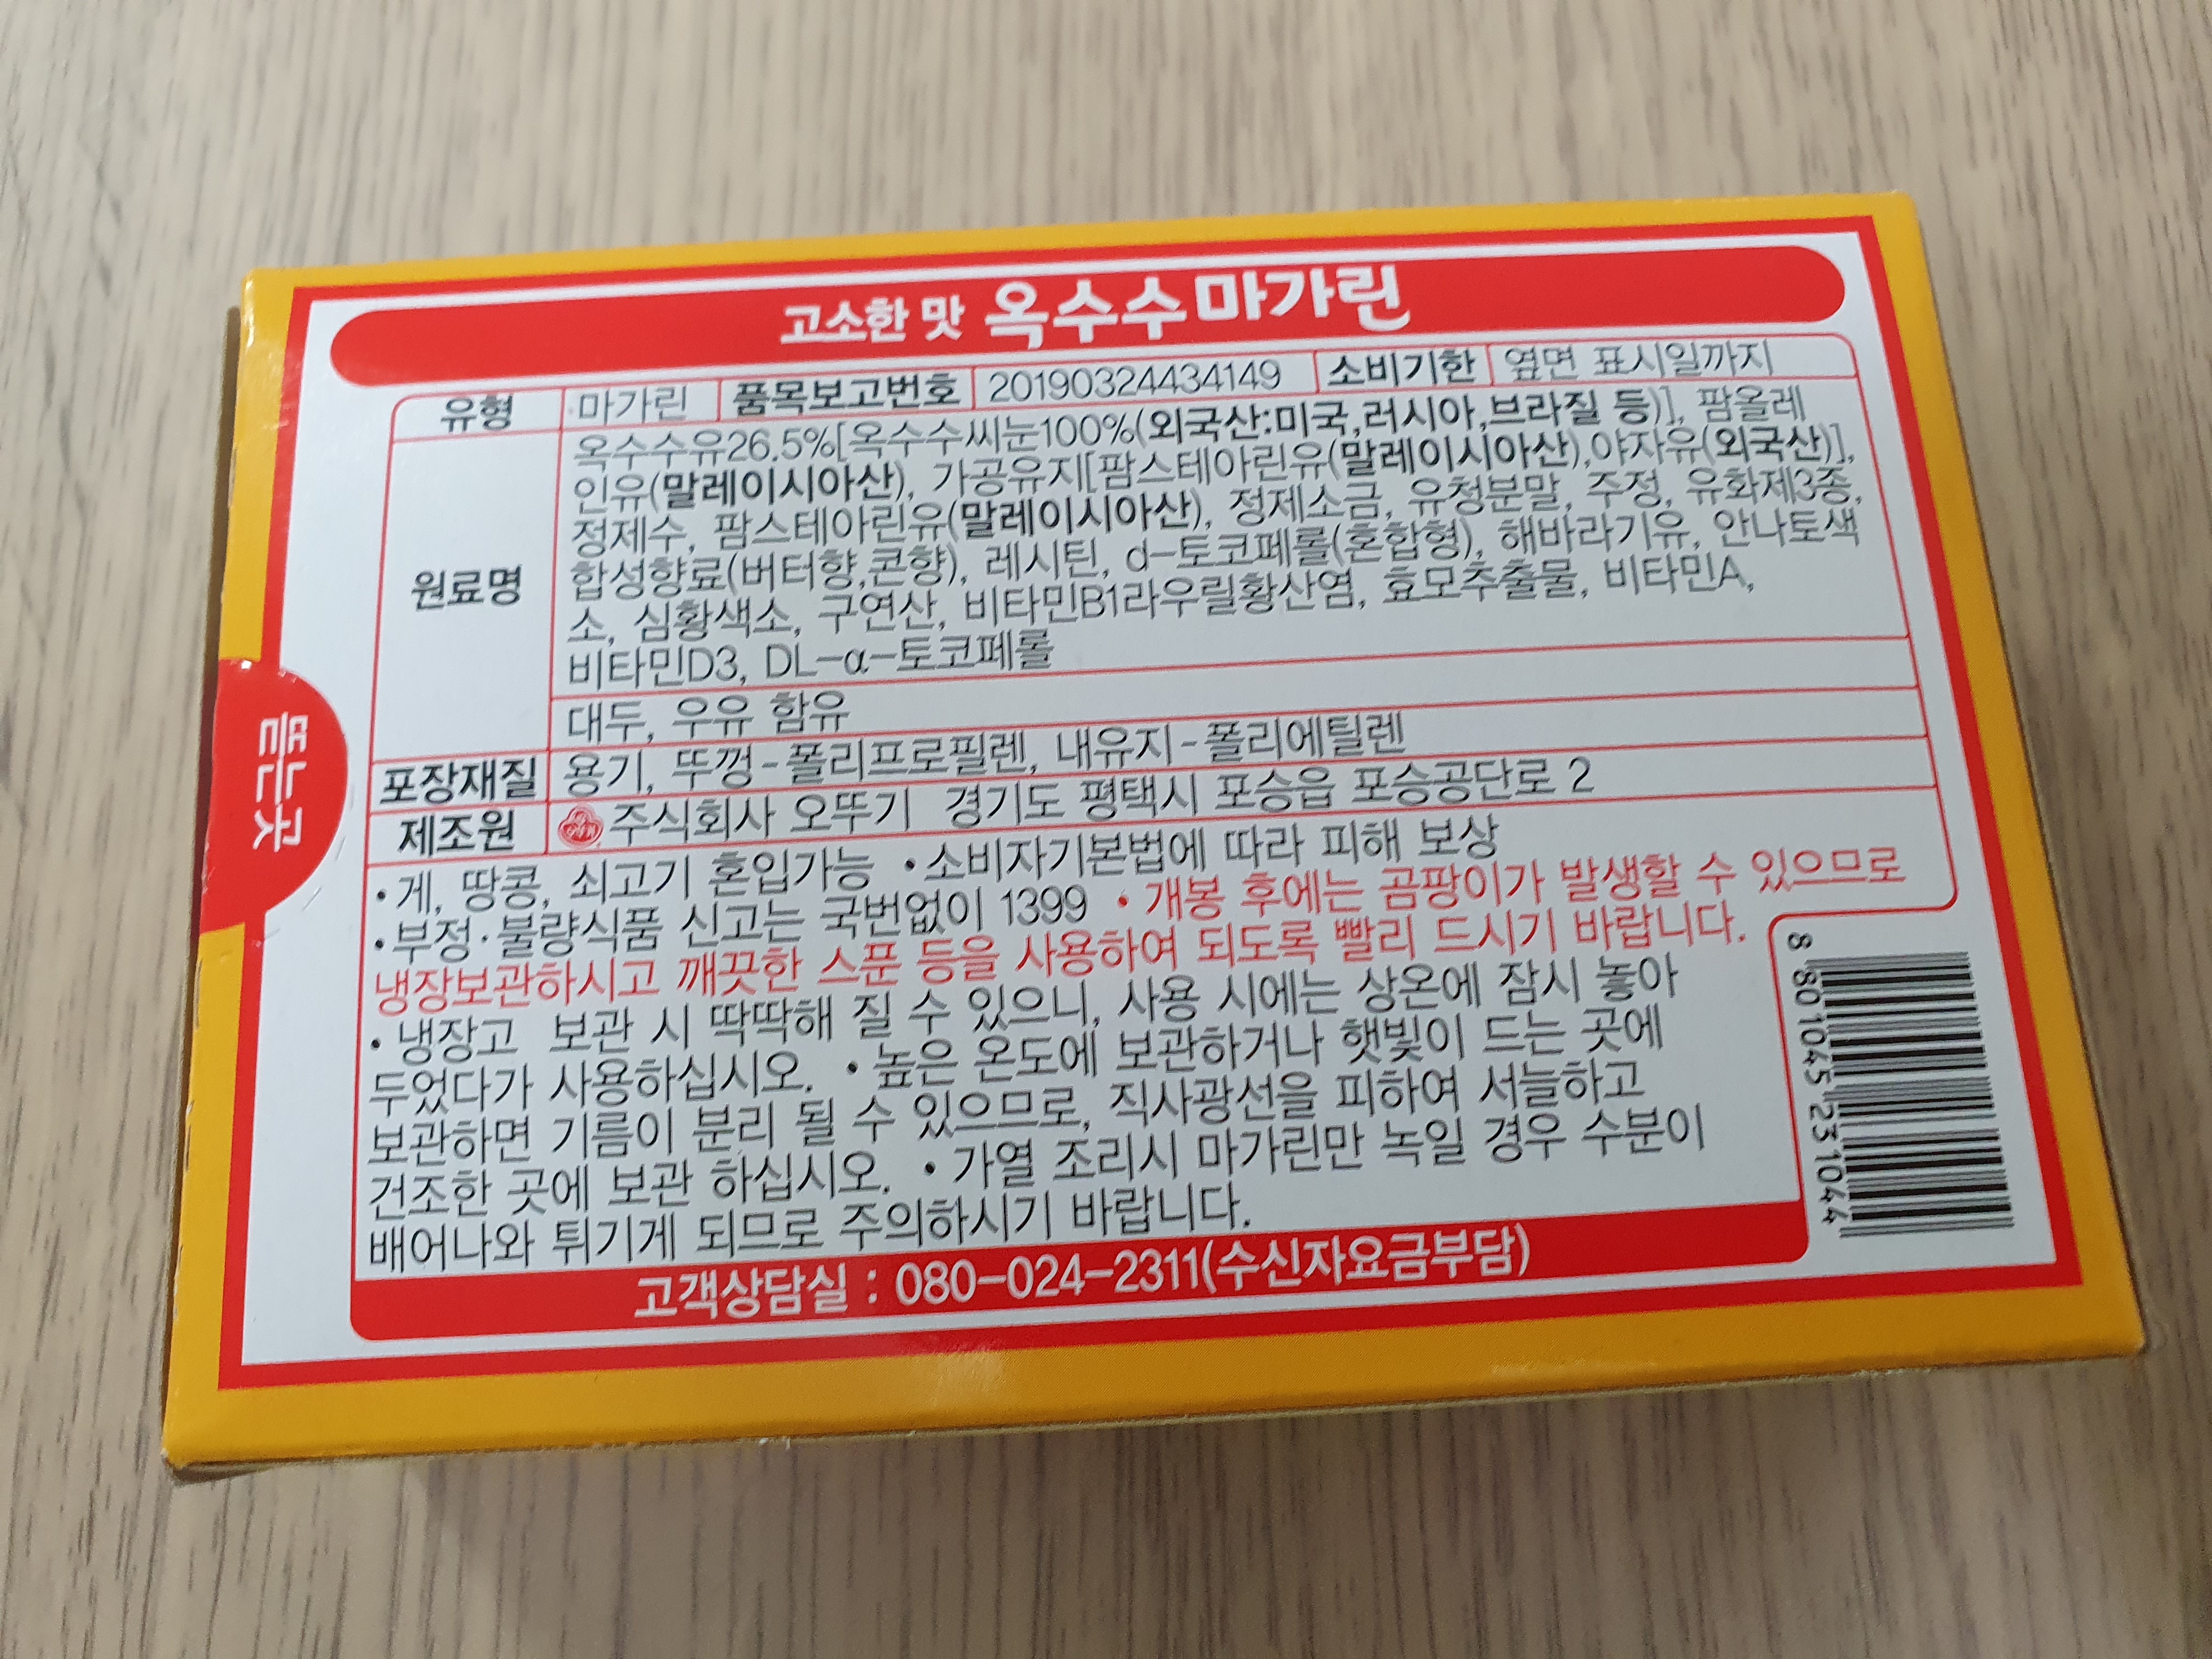 고소한 맛 옥수수마가린
유형 마가린 품목보고번호 20190324434149 소비기한 옆면 표시일까지
원료명
옥수수유26.5%[옥수수씨눈100%(외국산:미국,러시아,브라질 등)], 팜올레
인유(말레이시아산), 가공유지[팜스테아린유(말레이시아산),야자유(외국산)],
정제수, 팜스테아린유(말레이시아산), 정제소금, 유청분말, 주정, 유화제3종,
합성향료(버터향,콘향), 레시틴, d-토코페롤(혼합형), 해바라기유, 안나토색
소, 심황색소, 구연산, 비타민B1라우릴황산염, 효모추출물, 비타민A,
비타민D3, DL-α-토코페롤
대두, 우유 함유
포장재질 용기, 뚜껑-폴리프로필렌, 내유지-폴리에틸렌
제조원 주식회사 오뚜기 경기도 평택시 포승읍 포승공단로 2
•게, 땅콩, 쇠고기 혼입가능 •소비자기본법에 따라 피해 보상
•부정·불량식품 신고는 국번없이 1399 •개봉 후에는 곰팡이가 발생할 수 있으므로
냉장보관하시고 깨끗한 스푼 등을 사용하여 되도록 빨리 드시기 바랍니다.
•냉장고 보관 시 딱딱해 질 수 있으니, 사용 시에는 상온에 잠시 놓아
두었다가 사용하십시오. •높은 온도에 보관하거나 햇빛이 드는 곳에
보관하면 기름이 분리 될 수 있으므로, 직사광선을 피하여 서늘하고
건조한 곳에 보관 하십시오. •가열 조리시 마가린만 녹일 경우 수분이
배어나와 튀기게 되므로 주의하시기 바랍니다.
고객상담실 : 080-024-2311(수신자요금부담)
뜯는곳
8 801045 231044